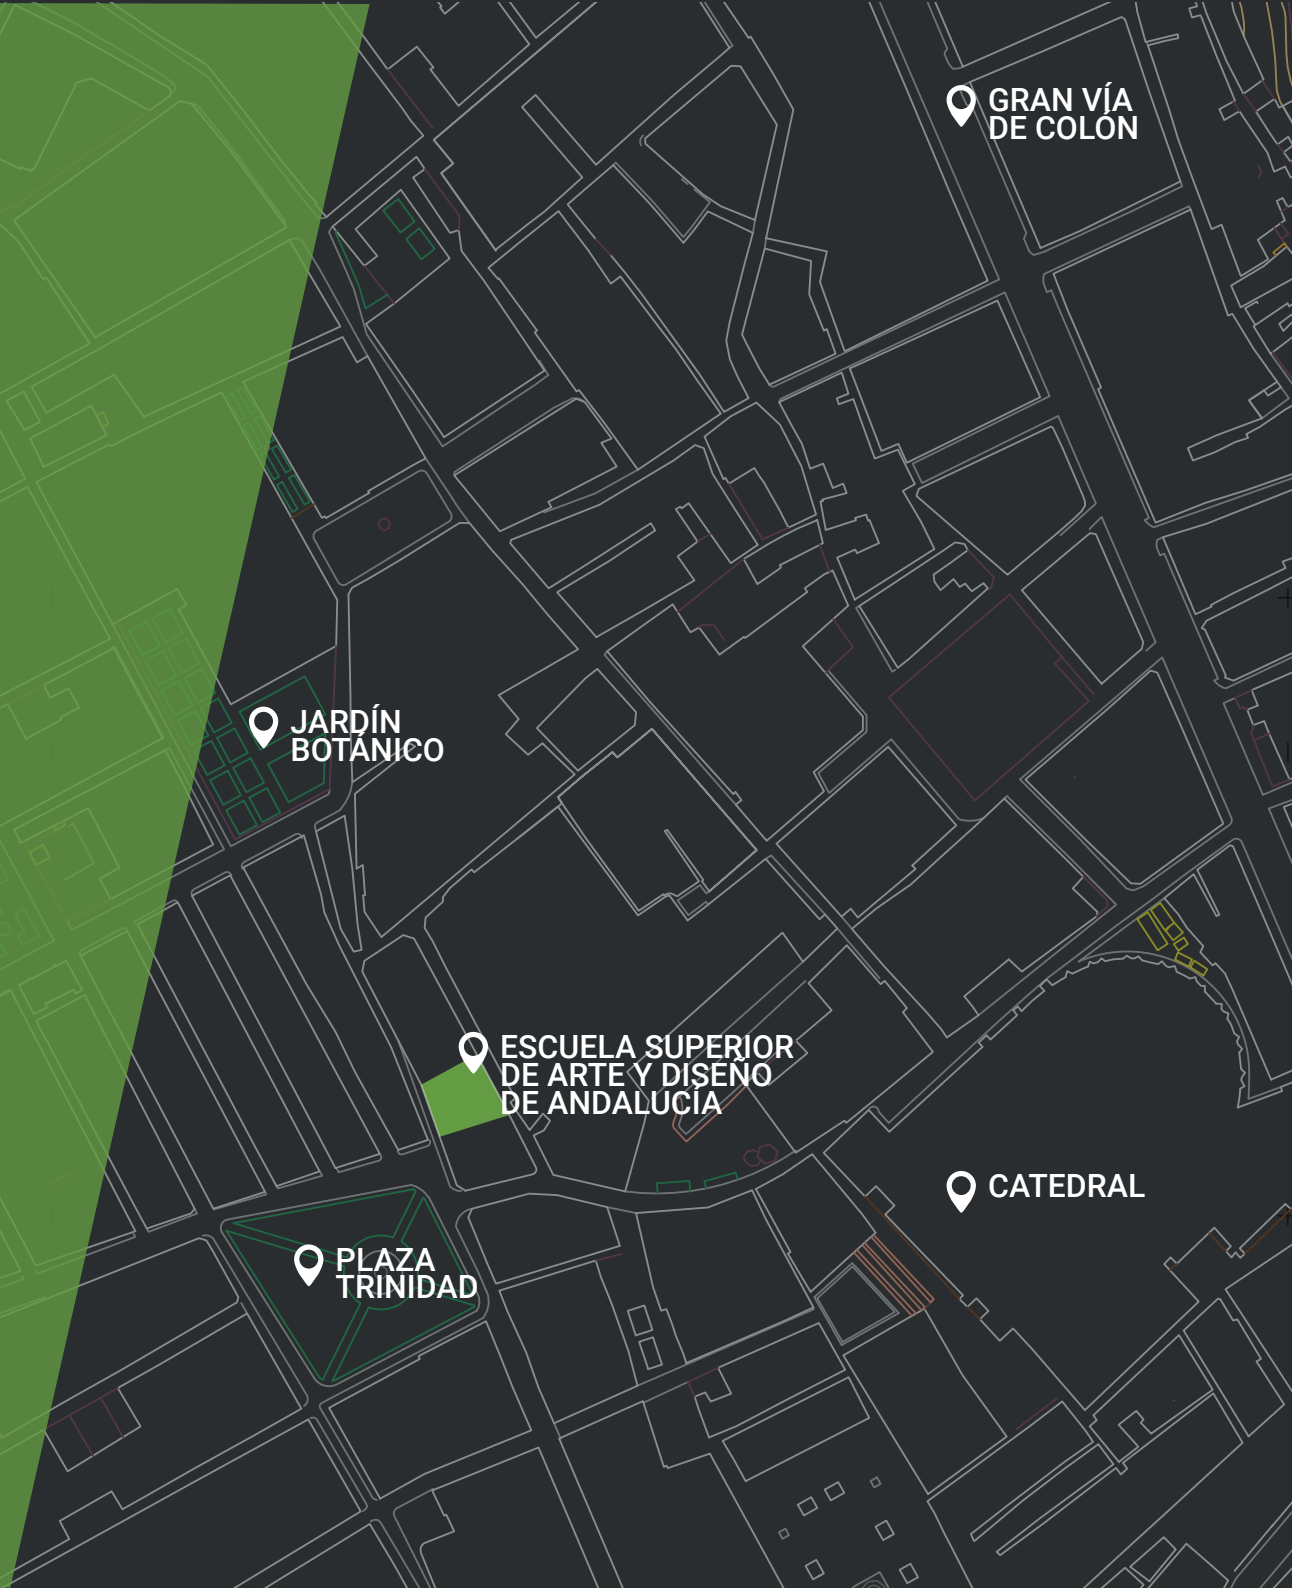 GRAN VÍA
DE COLÓN
JARDÍN
BOTÁNICO
ESCUELA SUPERIOR
DE ARTE Y DISEÑO
DE ANDALUCÍA
CATEDRAL
PLAZA
TRINIDAD